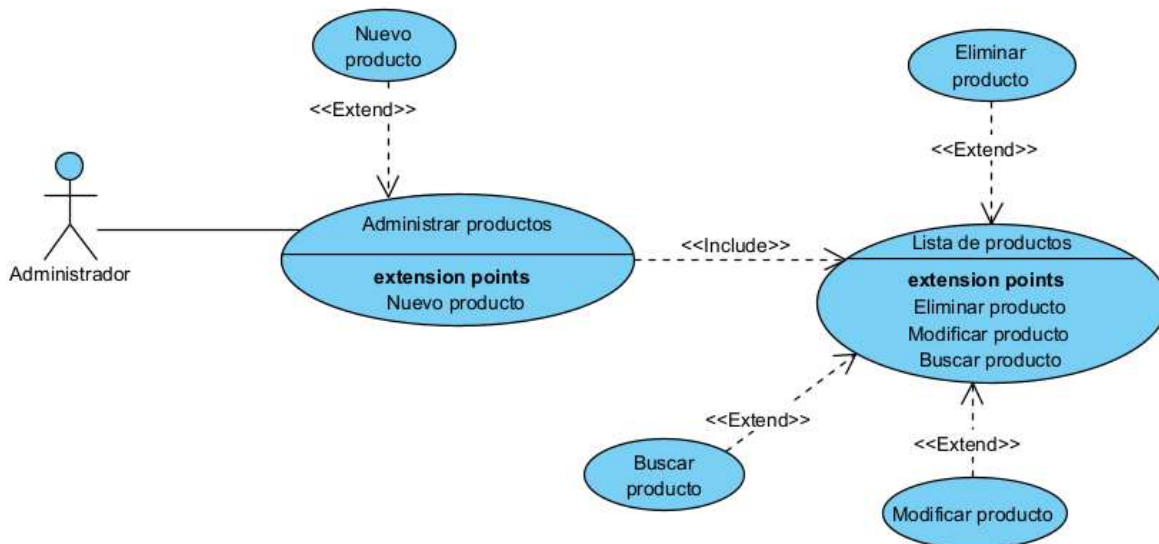 Nuevo
producto
<<Extend>>
Eliminar
producto
<<Extend>>
Administrador
Administrar productos
extension points
Nuevo producto
<<Include>>
Lista de productos
extension points
Eliminar producto
Modificar producto
Buscar producto
<<Extend>>
Buscar
producto
<<Extend>>
Modificar producto